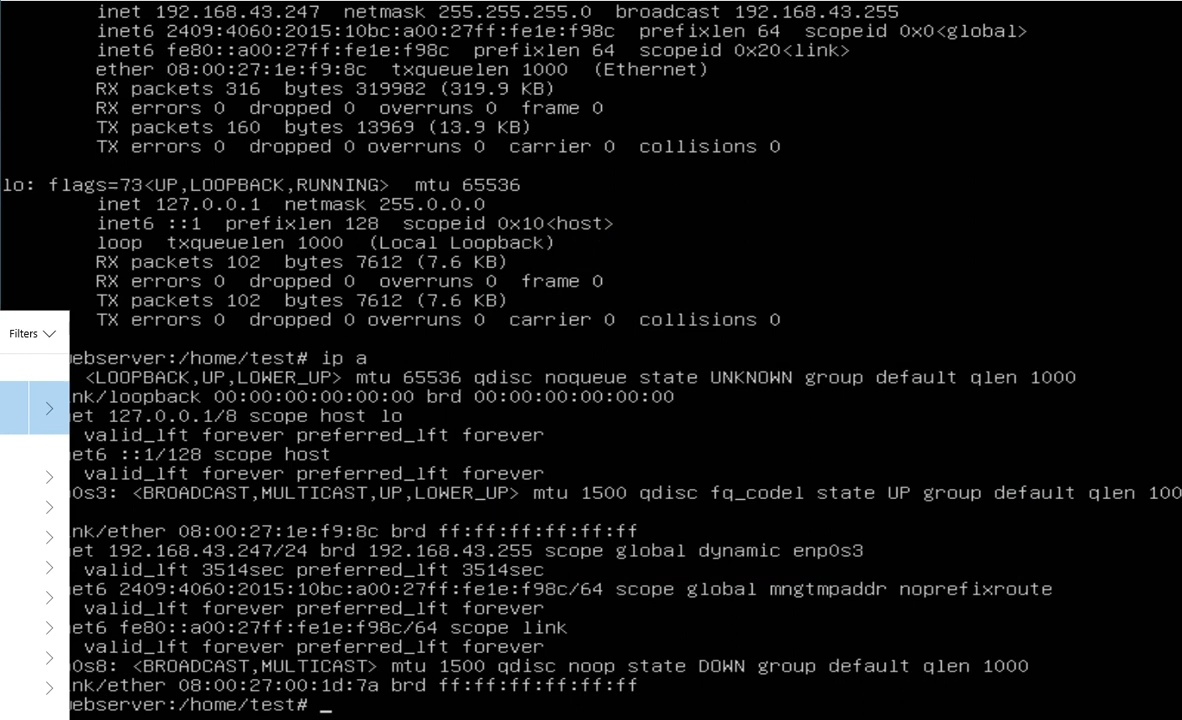 inet 192.168.43.247 netmask 255.255.255.0 broadcast 192.168.43.255
inet6 2409:4060:2015:10bc:a00:27ff:fe1e:f98c prefixlen 64 scopeid 0x0<global>
inet6 fe80::a00:27ff:fe1e:f98c prefixlen 64 scopeid 0x20<link>
ether 08:00:27:1e:f9:8c txqueuelen 1000 (Ethernet)
RX packets 316 bytes 319982 (319.9 KB)
RX errors 0 dropped 0 overruns 0 frame 0
TX packets 160 bytes 13969 (13.9 KB)
TX errors 0 dropped 0 overruns 0 carrier 0 collisions 0
lo: flags=73<UP,LOOPBACK,RUNNING> mtu 65536
inet 127.0.0.1 netmask 255.0.0.0
inet6 ::1 prefixlen 128 scopeid 0x10<host>
loop txqueuelen 1000 (Local Loopback)
RX packets 102 bytes 7612 (7.6 KB)
RX errors 0 dropped 0 overruns 0 frame 0
TX packets 102 bytes 7612 (7.6 KB)
TX errors 0 dropped 0 overruns 0 carrier 0 collisions 0
Filters
ebserver:/home/test# ip a
<LOOPBACK,UP,LOWER_UP> mtu 65536 qdisc noqueue state UNKNOWN group default qlen 1000
nk/loopback 00:00:00:00:00:00 brd 00:00:00:00:00:00
et 127.0.0.1/8 scope host lo
valid_lft forever preferred_lft forever
et6 ::1/128 scope host
valid_lft forever preferred_lft forever
0s3: <BROADCAST,MULTICAST,UP,LOWER_UP> mtu 1500 qdisc fq_codel state UP group default qlen 100
nk/ether 08:00:27:1e:f9:8c brd ff:ff:ff:ff:ff:ff
et 192.168.43.247/24 brd 192.168.43.255 scope global dynamic enp0s3
valid_lft 3514sec preferred_lft 3514sec
et6 2409:4060:2015:10bc:a00:27ff:fe1e:f98c/64 scope global mngtmpaddr noprefixroute
valid_lft forever preferred_lft forever
et6 fe80::a00:27ff:fe1e:f98c/64 scope link
valid_lft forever preferred_lft forever
0s8: <BROADCAST,MULTICAST> mtu 1500 qdisc noop state DOWN group default qlen 1000
nk/ether 08:00:27:00:1d:7a brd ff:ff:ff:ff:ff:ff
ebserver:/home/test# _